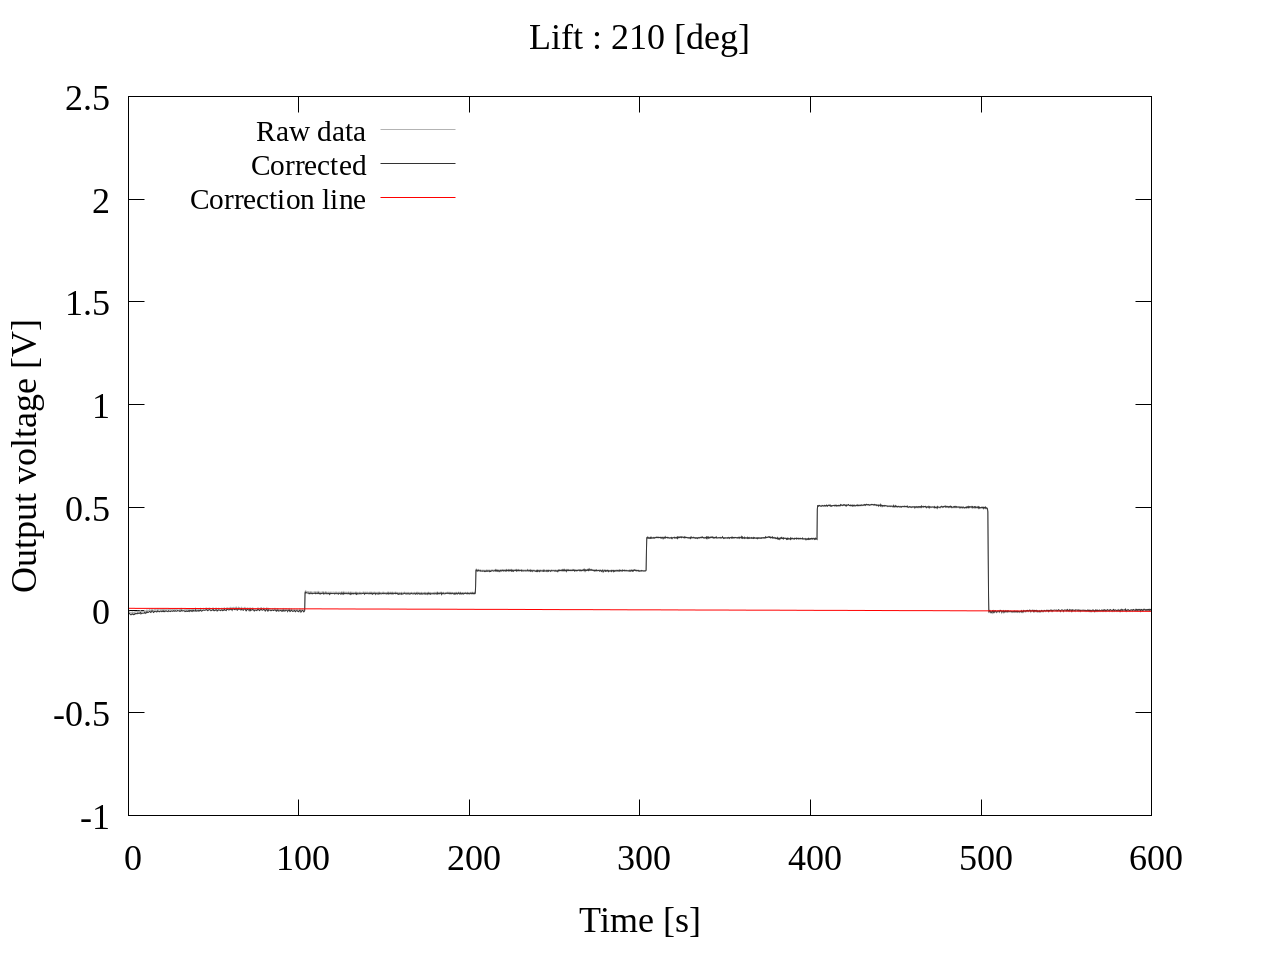 Lift : 210 [deg]
2.5
2
1.5
1
0.5
0
-0.5
-1
Raw data
Corrected
Correction line
Output voltage [V]
0 100 200 300 400 500 600
Time [s]